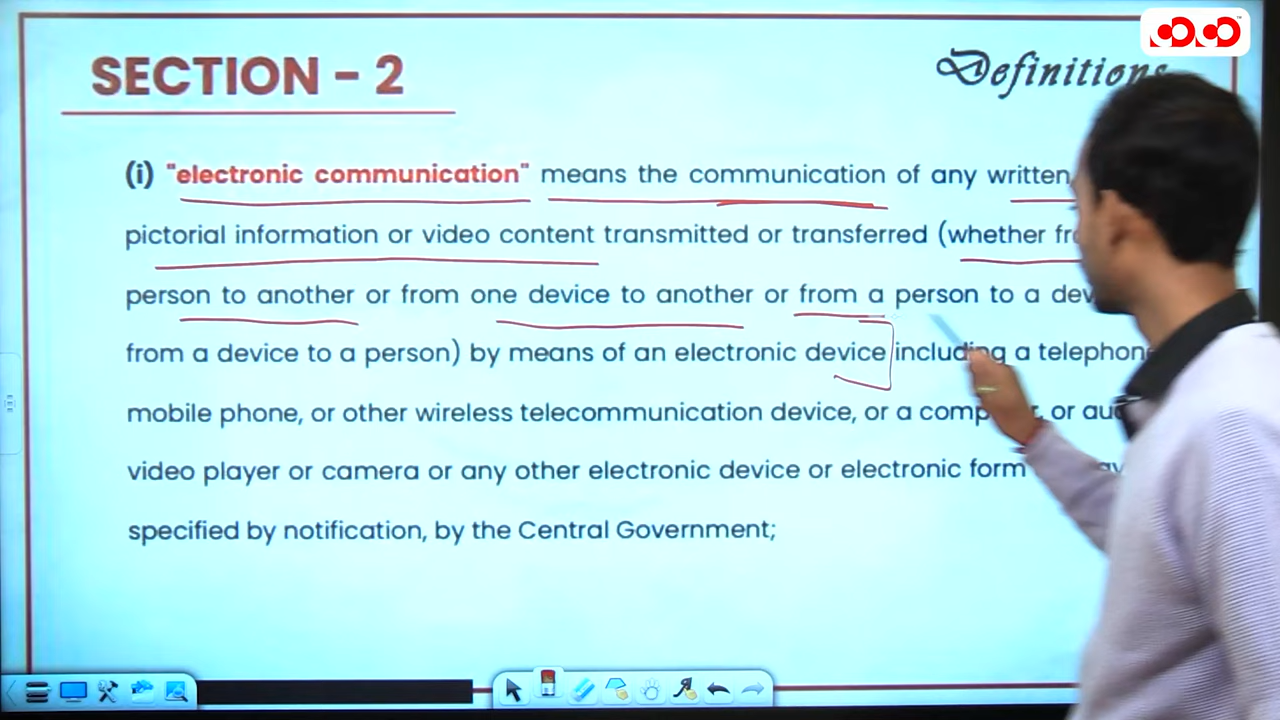 SECTION - 2
Definitions
(i) "electronic communication" means the communication of any written,
pictorial information or video content transmitted or transferred (whether
person to another or from one device to another or from a person to a
from a device to a person) by means of an electronic device including a telephone
mobile phone, or other wireless telecommunication device, or a or
video player or camera or any other electronic device or electronic form
specified by notification, by the Central Government;